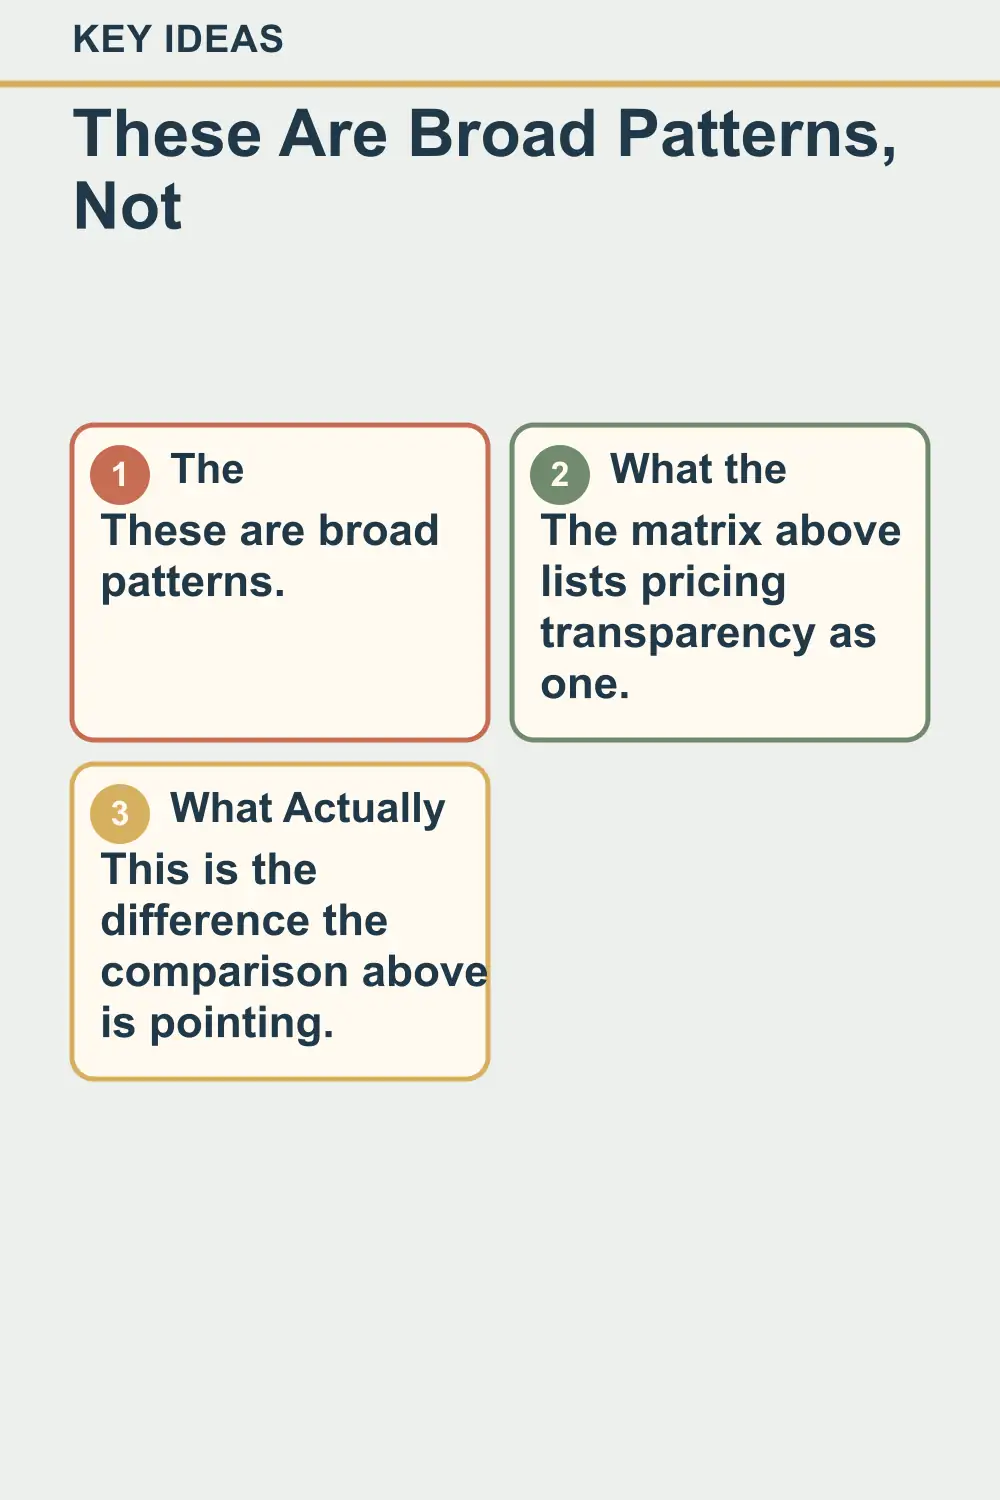 KEY IDEAS
These Are Broad Patterns,
Not
1 The
These are broad
patterns.
2 What the
The matrix above
lists pricing
transparency as
one.
3 What Actually
This is the
difference the
comparison above
is pointing.